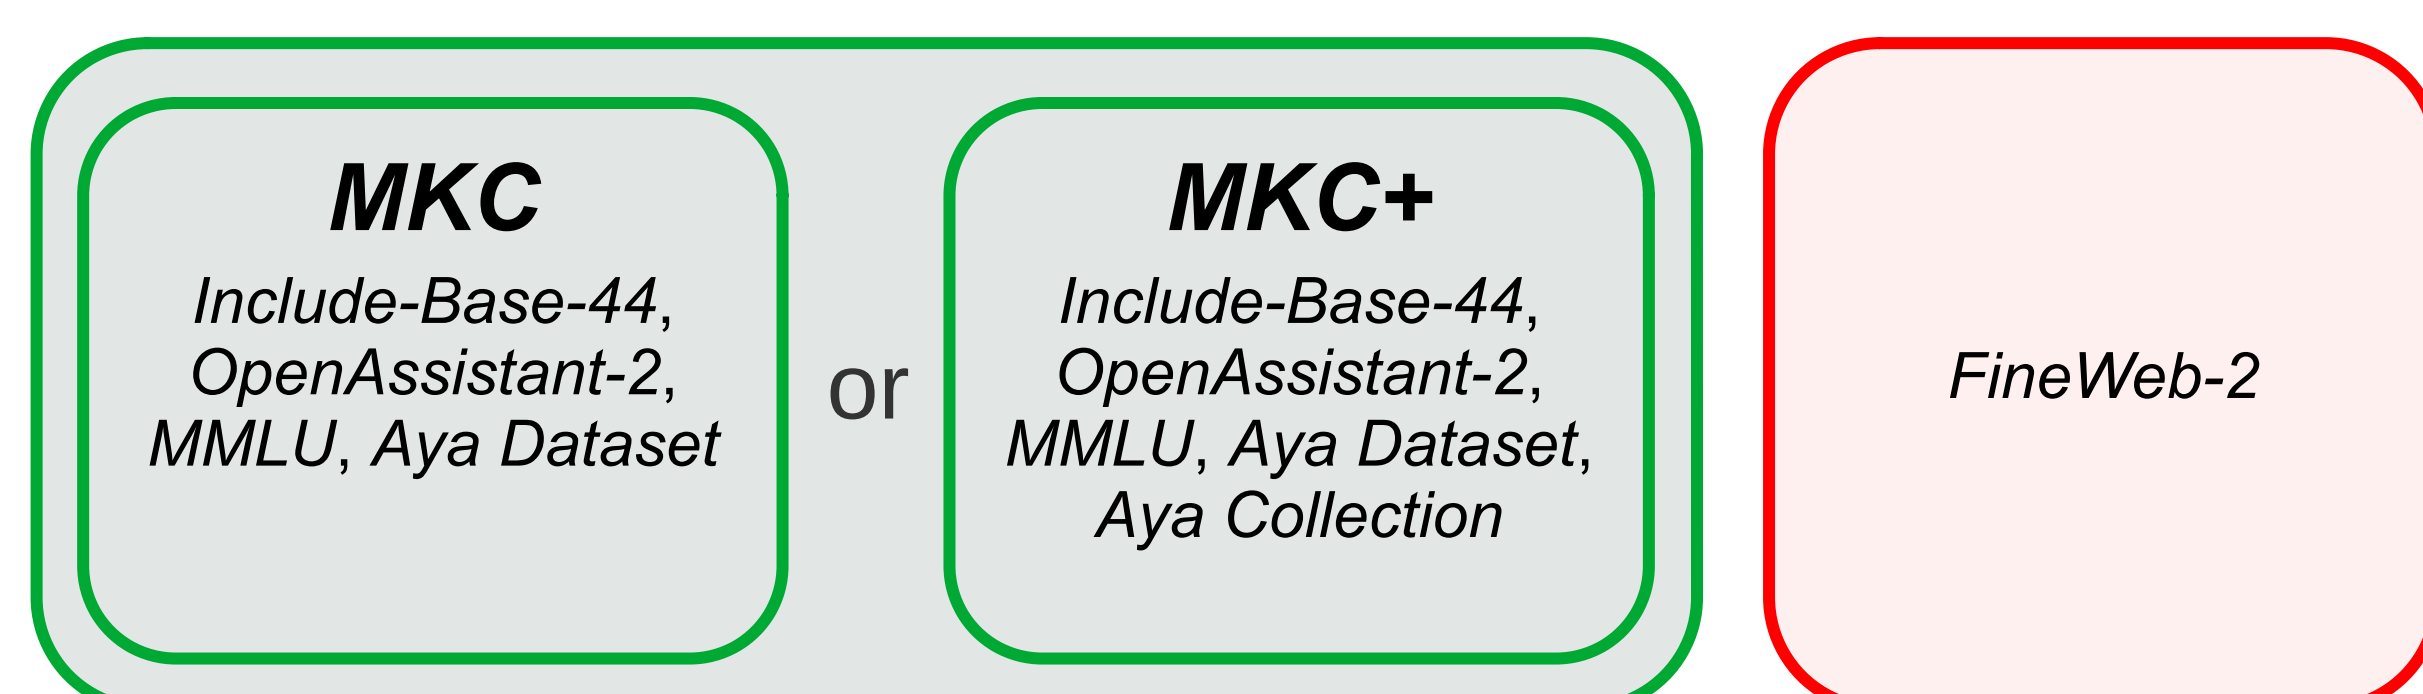 MKC
Include-Base-44,
OpenAssistant-2,
MMLU, Aya Dataset
or
MKC+
Include-Base-44,
OpenAssistant-2,
MMLU, Aya Dataset,
Aya Collection
FineWeb-2